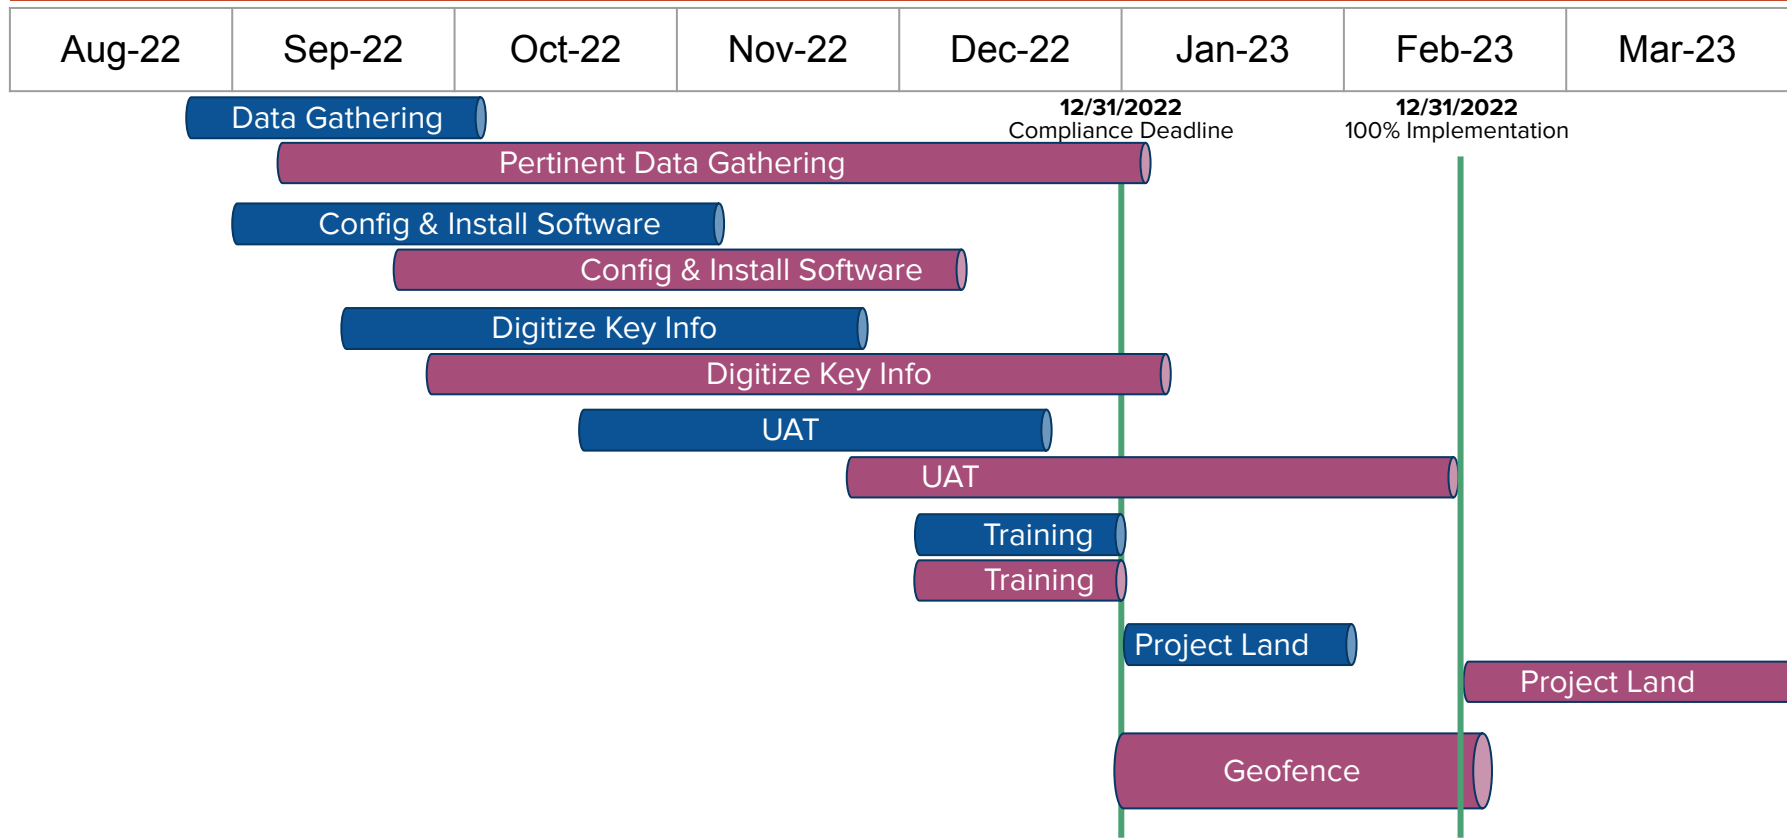 Aug-22 Sep-22 Oct-22 Nov-22 Dec-22 Jan-23 Feb-23 Mar-23
12/31/2022 12/31/2022
Compliance Deadline 100% Implementation
Data Gathering
Pertinent Data Gathering
Config & Install Software
Config & Install Software
Digitize Key Info
Digitize Key Info
UAT
UAT
Training
Training
Project Land
Project Land
Geofence